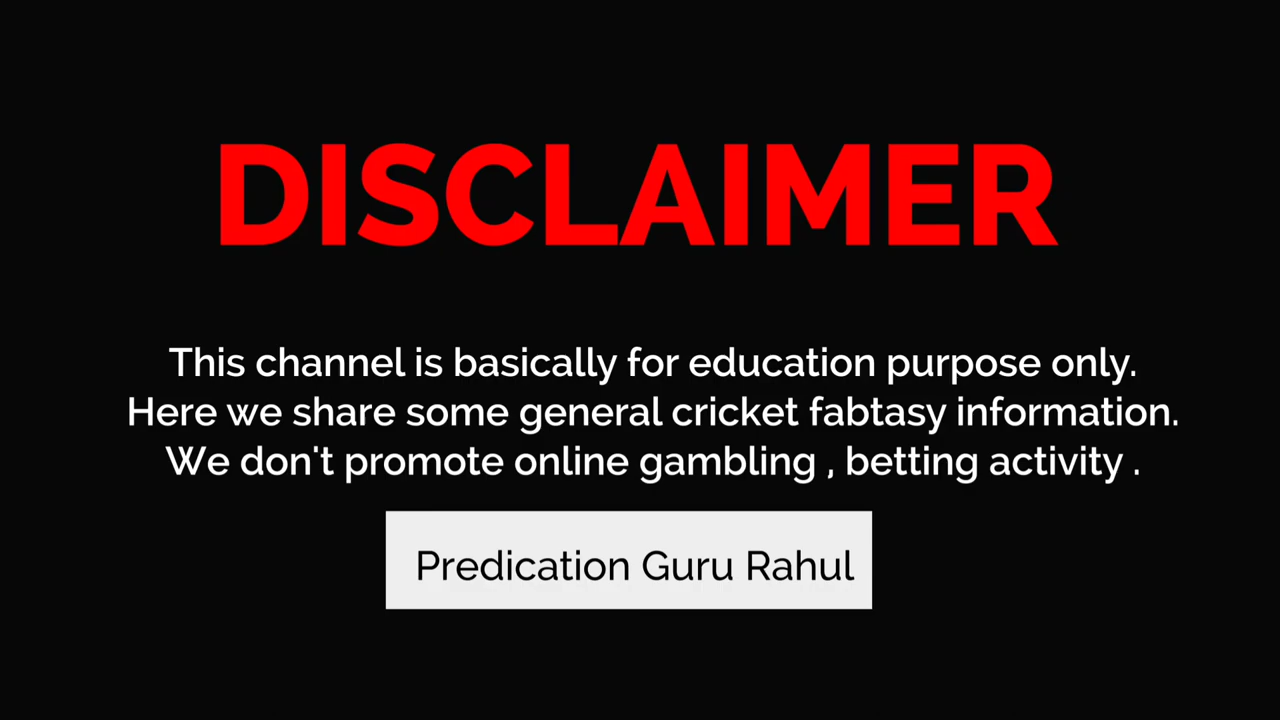 DISCLAIMER
This channel is basically for education purpose only.
Here we share some general cricket fabtasy information.
We don't promote online gambling , betting activity .
Predication Guru Rahul